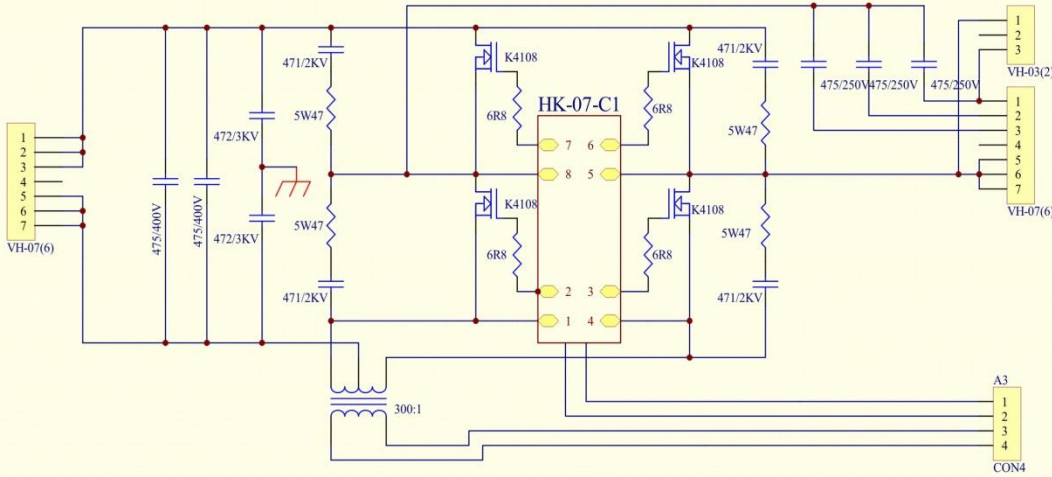 1
2
3
4
5
6
7
VH-07(6)
475/400V
475/400V
472/3KV
472/3KV
471/2KV
5W47
5W47
471/2KV
K4108
6R8
K4108
6R8
HK-07-C1
7 6
8 5
2 3
1 4
K4108
6R8
K4108
6R8
471/2KV
5W47
5W47
471/2KV
475/250V
475/250V
475/250V
1
2
3
VH-03(2)
1
2
3
4
5
6
7
VH-07(6)
300:1
A3
1
2
3
4
CON4